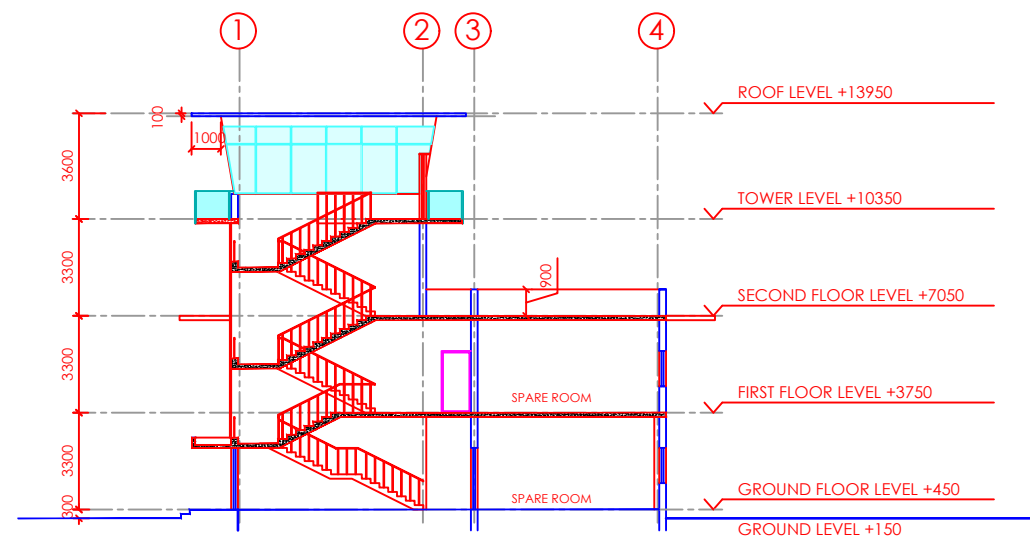 1
2
3
4
ROOF LEVEL +13950
100
1000
3600
TOWER LEVEL +10350
3300
900
SECOND FLOOR LEVEL +7050
3300
SPARE ROOM
FIRST FLOOR LEVEL +3750
3300
SPARE ROOM
GROUND FLOOR LEVEL +450
300
GROUND LEVEL +150